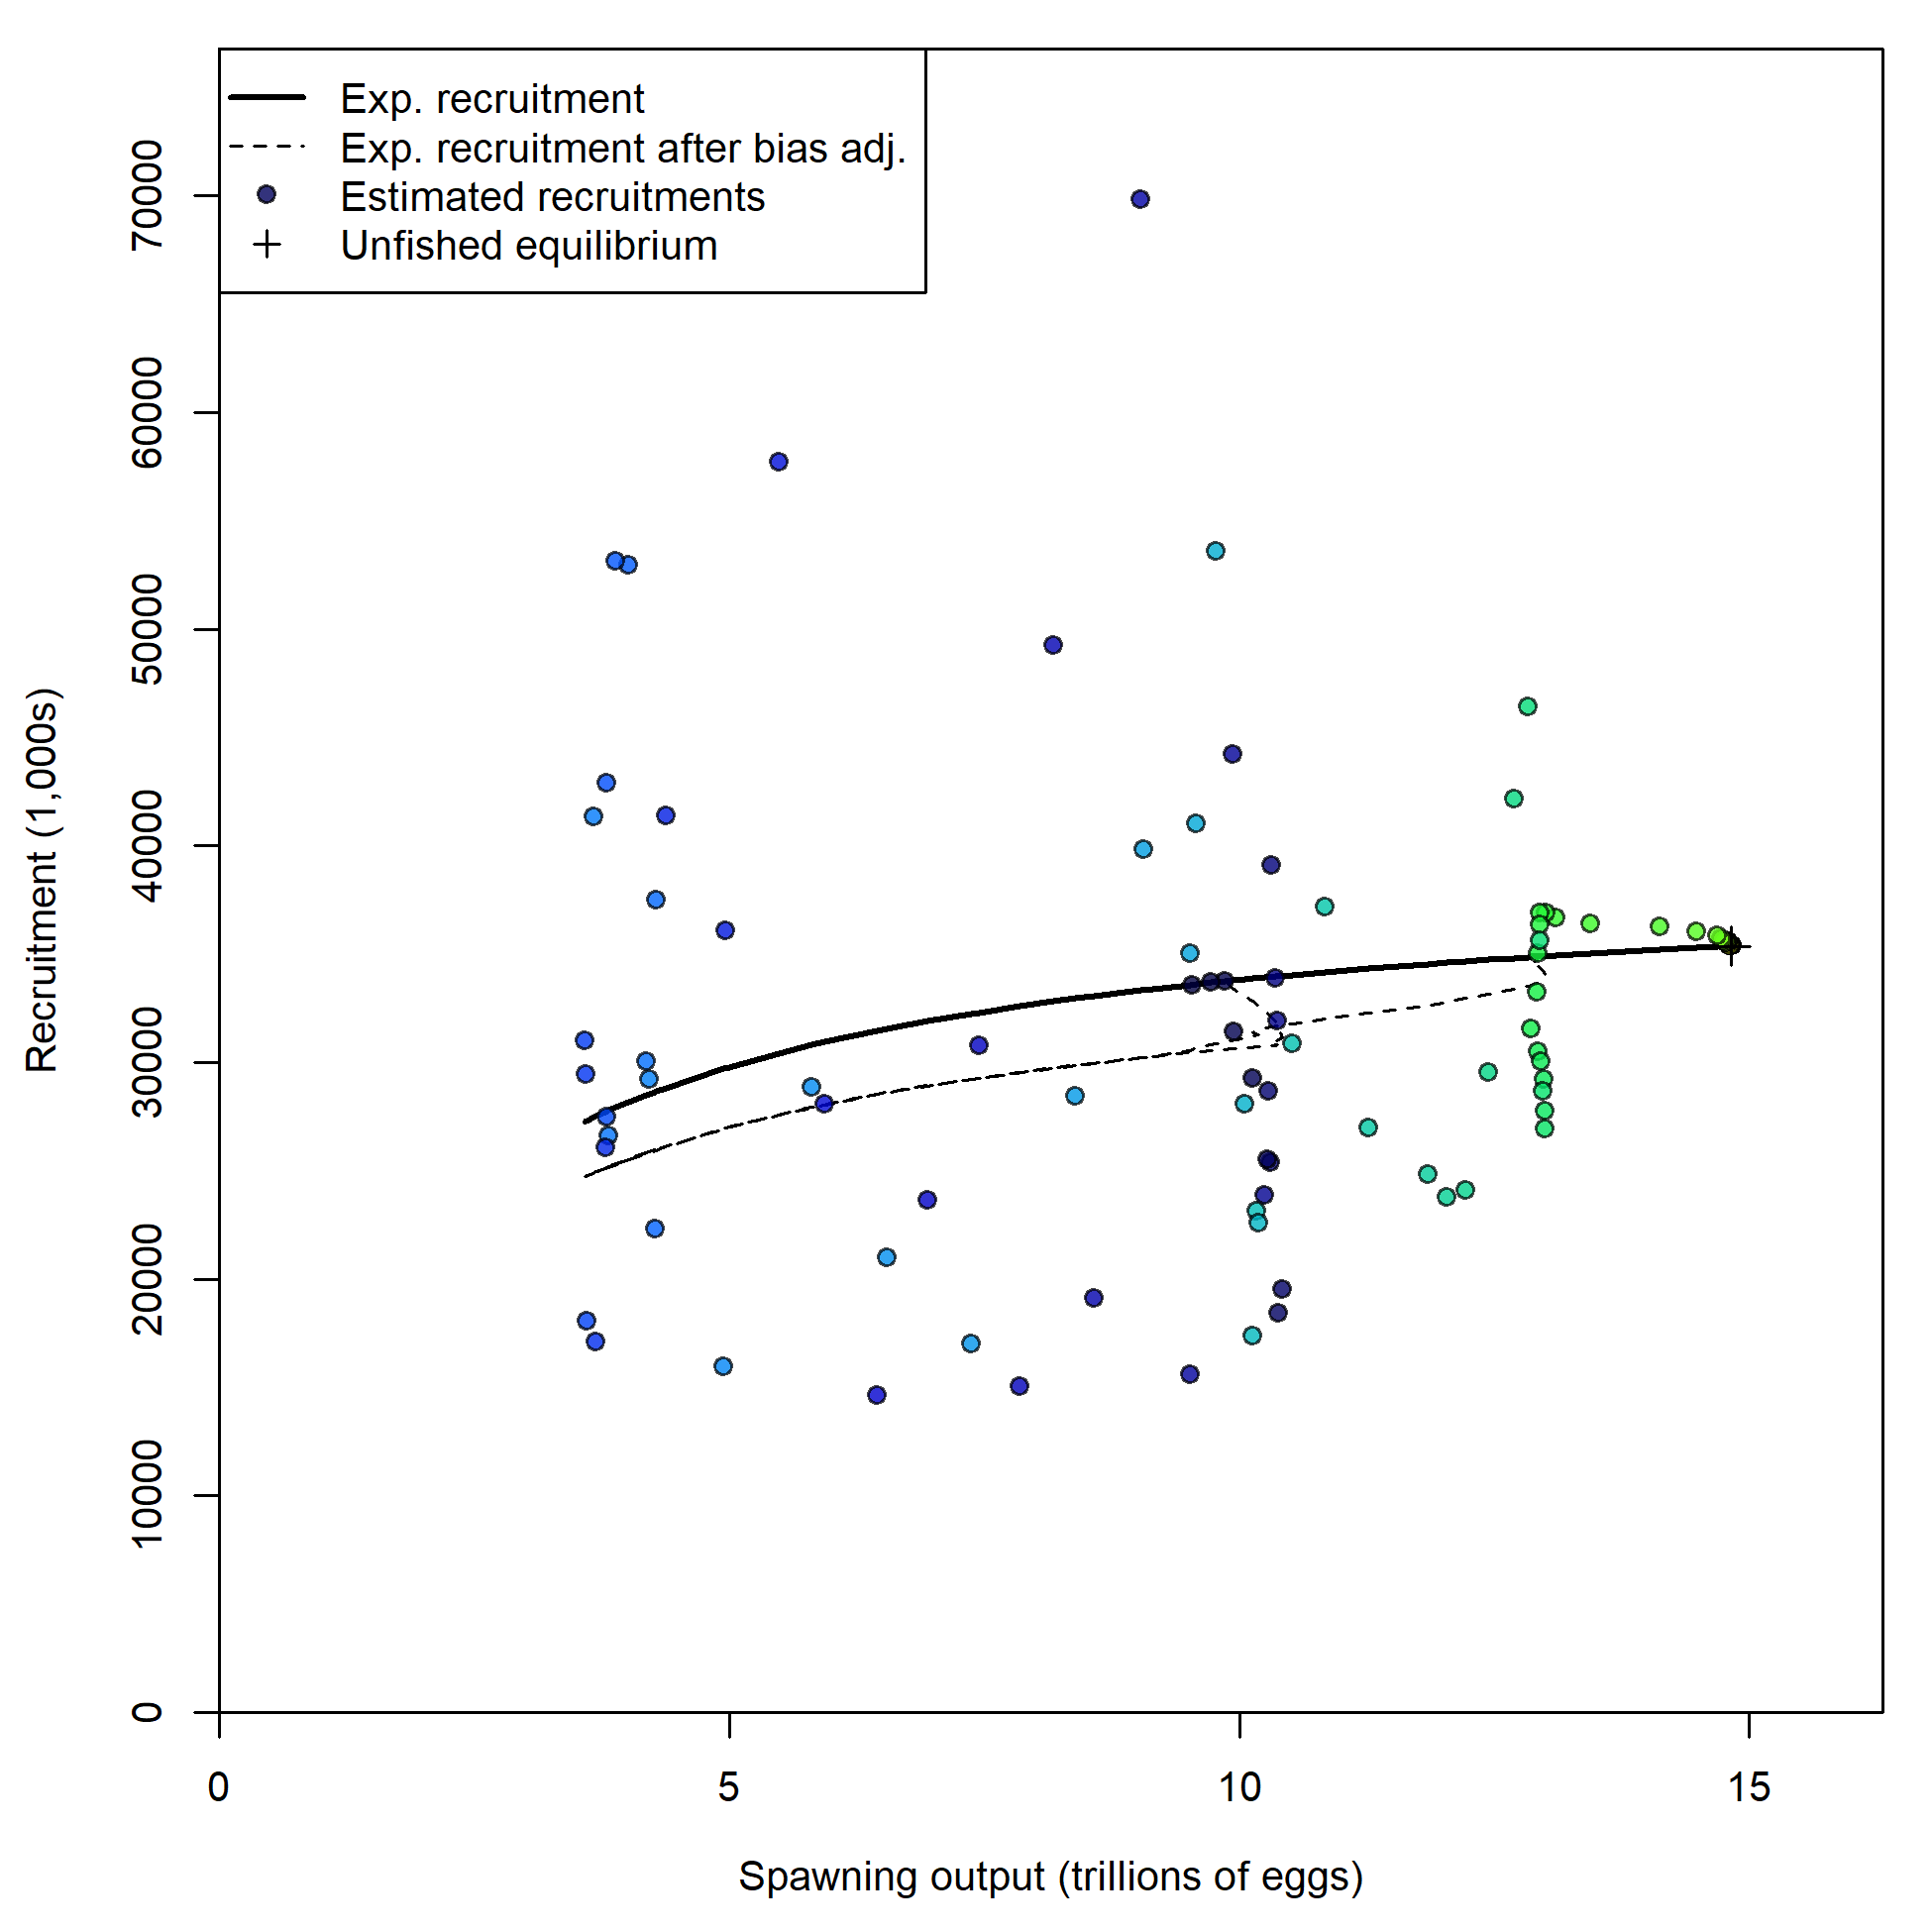 Exp. recruitment
Exp. recruitment after bias adj.
Estimated recruitments
Unfished equilibrium
Recruitment (1,000s)
70000
60000
50000
40000
30000
20000
10000
0
0 5 10 15
Spawning output (trillions of eggs)